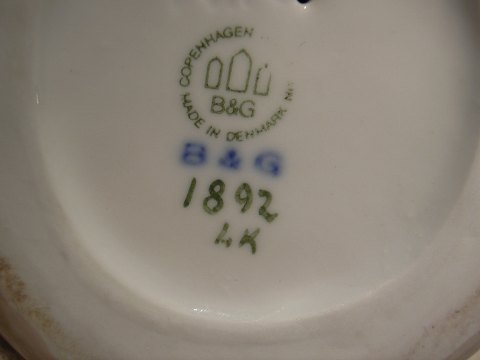 COPENHAGEN
B&G
MADE IN DENMARK
B & G
1892
LK